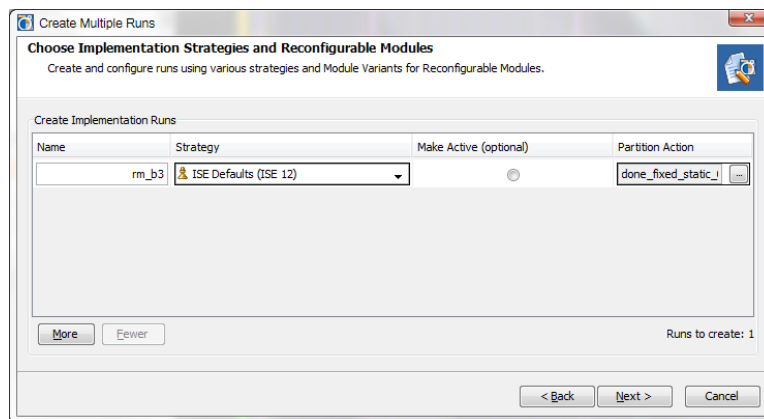 Create Multiple Runs
Choose Implementation Strategies and Reconfigurable Modules
Create and configure runs using various strategies and Module Variants for Reconfigurable Modules.
Create Implementation Runs
Name Strategy Make Active (optional) Partition Action
rm_b3 ISE Defaults (ISE 12) done_fixed_static_ ...
More Fewer Runs to create: 1
< Back Next > Cancel